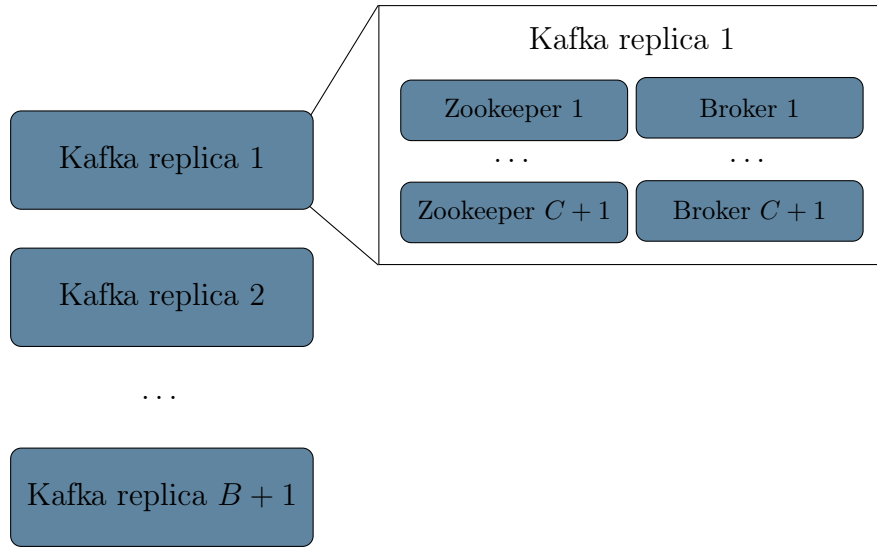 Kafka replica 1
Zookeeper 1
Broker 1
...
...
Zookeeper C + 1
Broker C + 1
Kafka replica 1
Kafka replica 2
...
Kafka replica B + 1